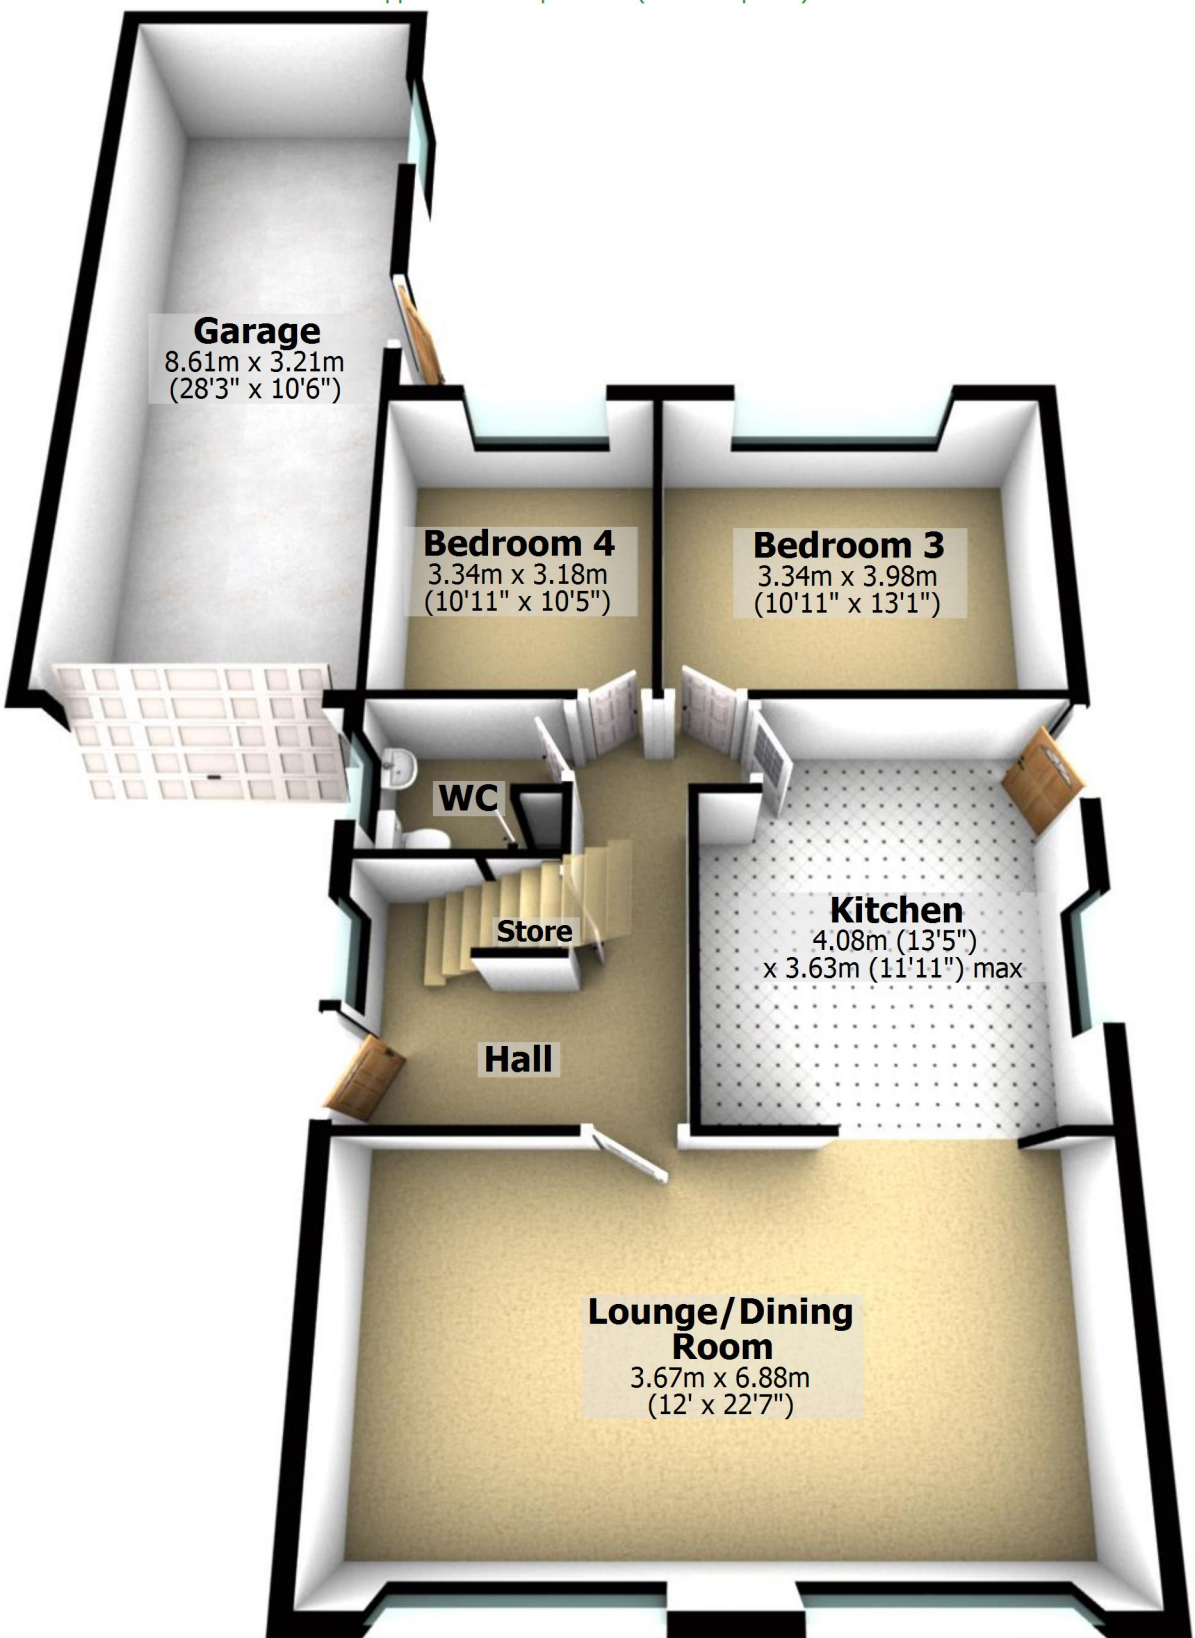 Garage
8.61m x 3.21m
(28'3" x 10'6")
Bedroom 4
3.34m x 3.18m
(10'11" x 10'5")
Bedroom 3
3.34m x 3.98m
(10'11" x 13'1")
WC
Kitchen
4.08m (13'5")
x 3.63m (11'11") max
Store
Hall
Lounge/Dining
Room
3.67m x 6.88m
(12' x 22'7")